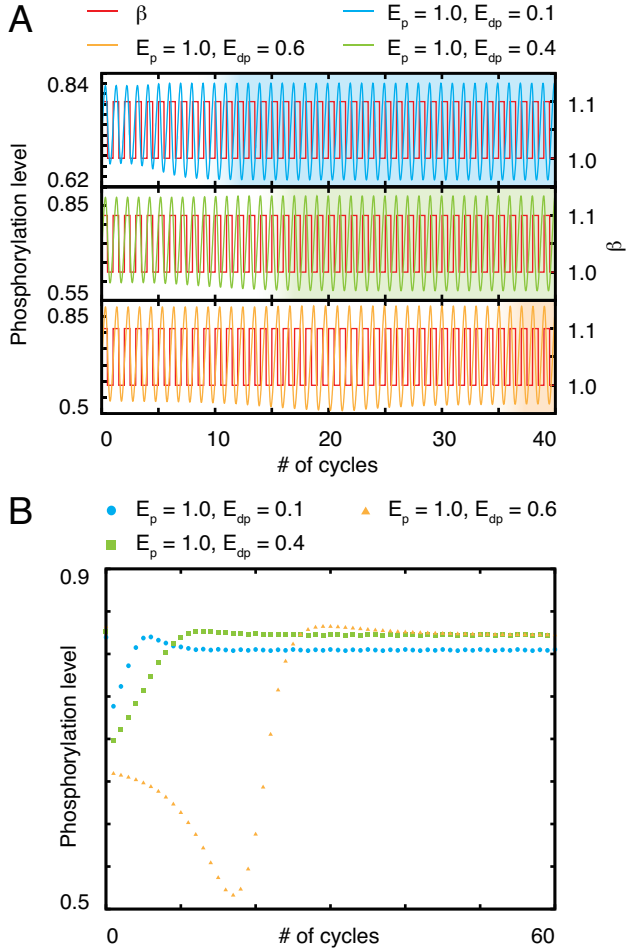 A
β
E_p = 1.0, E_dp = 0.1
E_p = 1.0, E_dp = 0.6
E_p = 1.0, E_dp = 0.4
0.84
0.62
0.85
0.55
0.85
0.5
Phosphorylation level
1.1
1.0
1.1
1.0
1.1
1.0
β
0 10 20 30 40
# of cycles
B
E_p = 1.0, E_dp = 0.1
E_p = 1.0, E_dp = 0.6
E_p = 1.0, E_dp = 0.4
0.9
Phosphorylation level
0.5
0 # of cycles 60